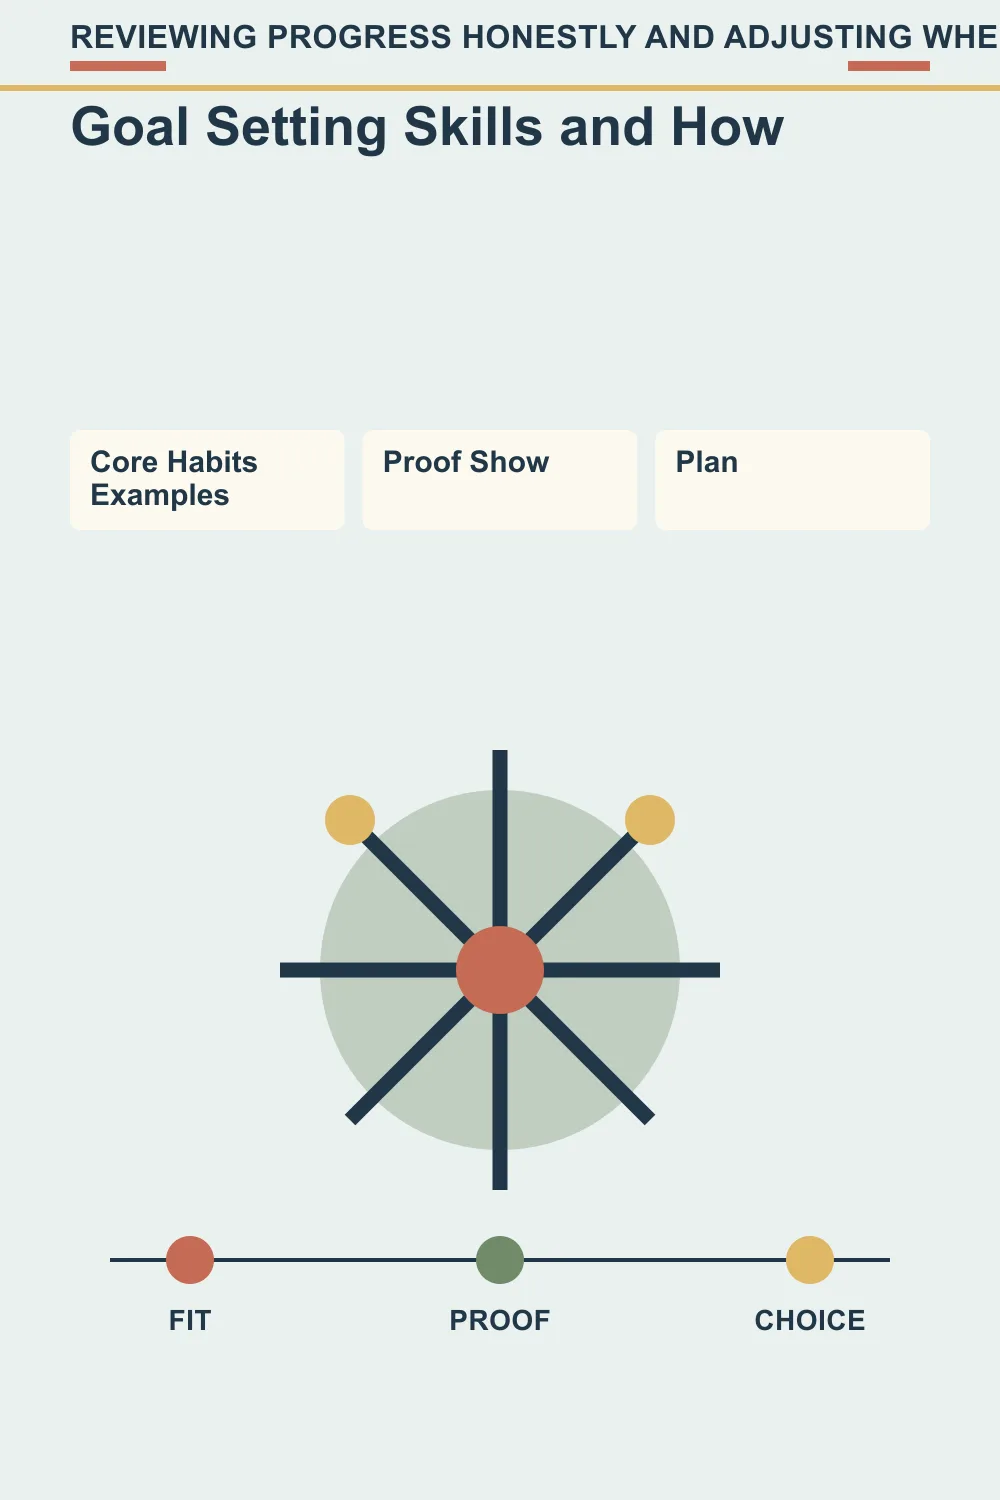 REVIEWING PROGRESS HONESTLY AND ADJUSTING WHE
Goal Setting Skills and How
Core Habits
Examples
Proof Show
Plan
FIT
PROOF
CHOICE